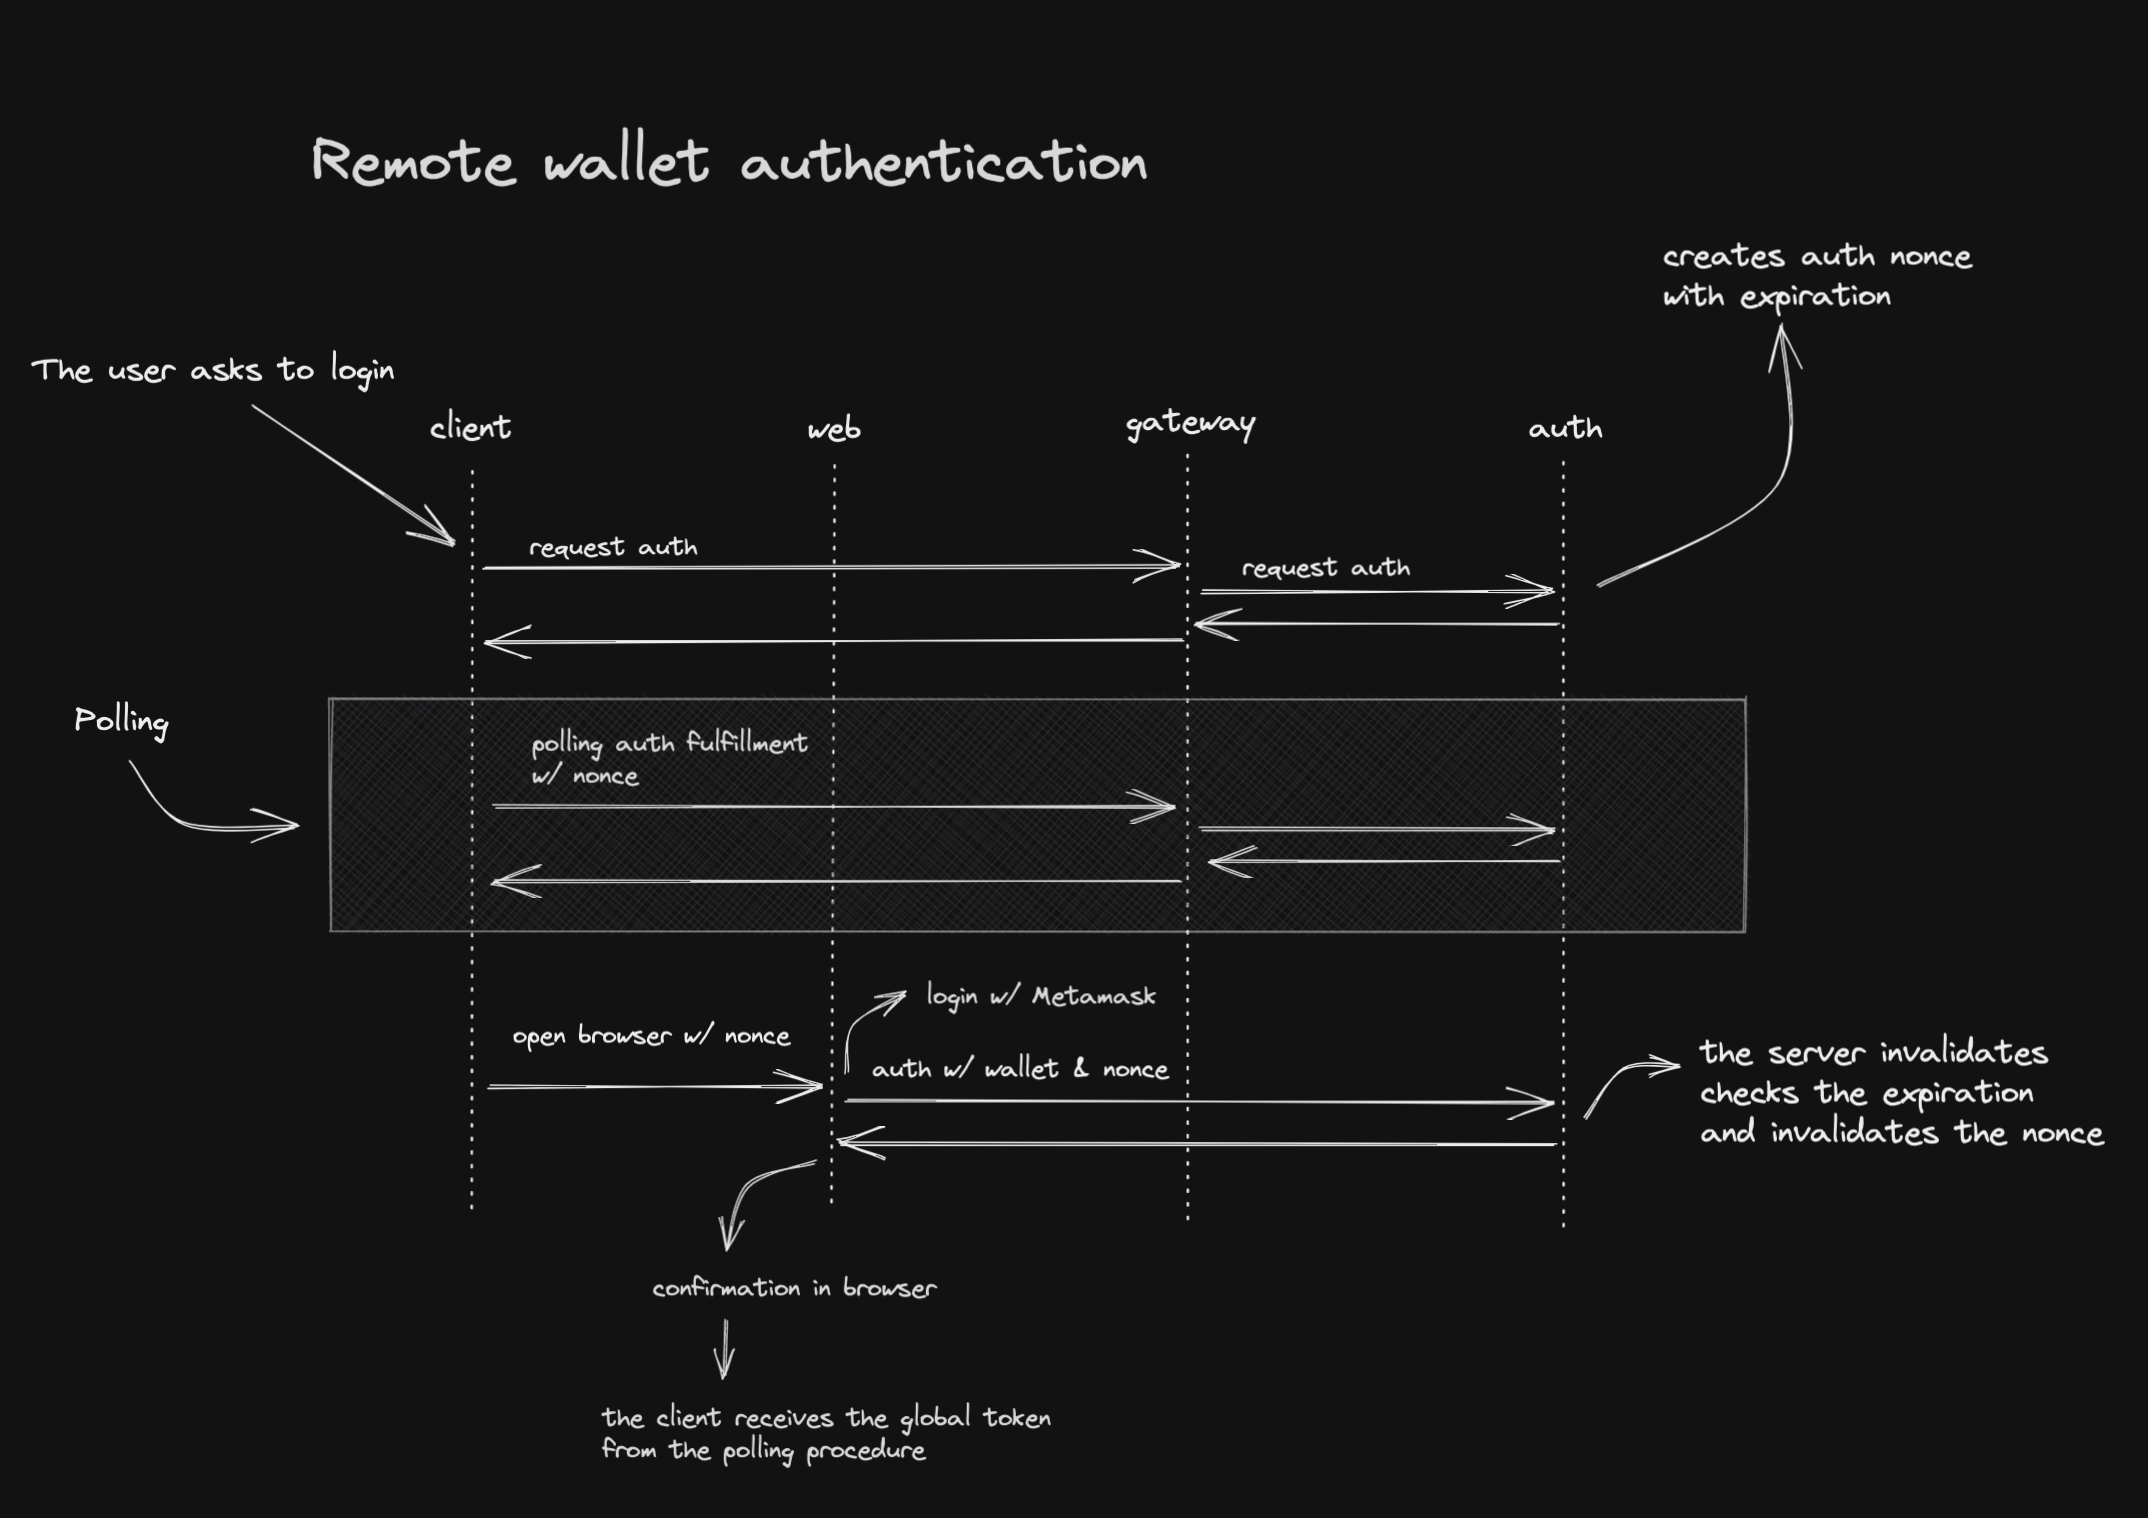 Remote wallet authentication
creates auth nonce
with expiration
The user asks to login
client
web
gateway
auth
request auth
request auth
Polling
polling auth fulfillment
w/ nonce
login w/ Metamask
open browser w/ nonce
auth w/ wallet & nonce
the server invalidates
checks the expiration
and invalidates the nonce
confirmation in browser
the client receives the global token
from the polling procedure